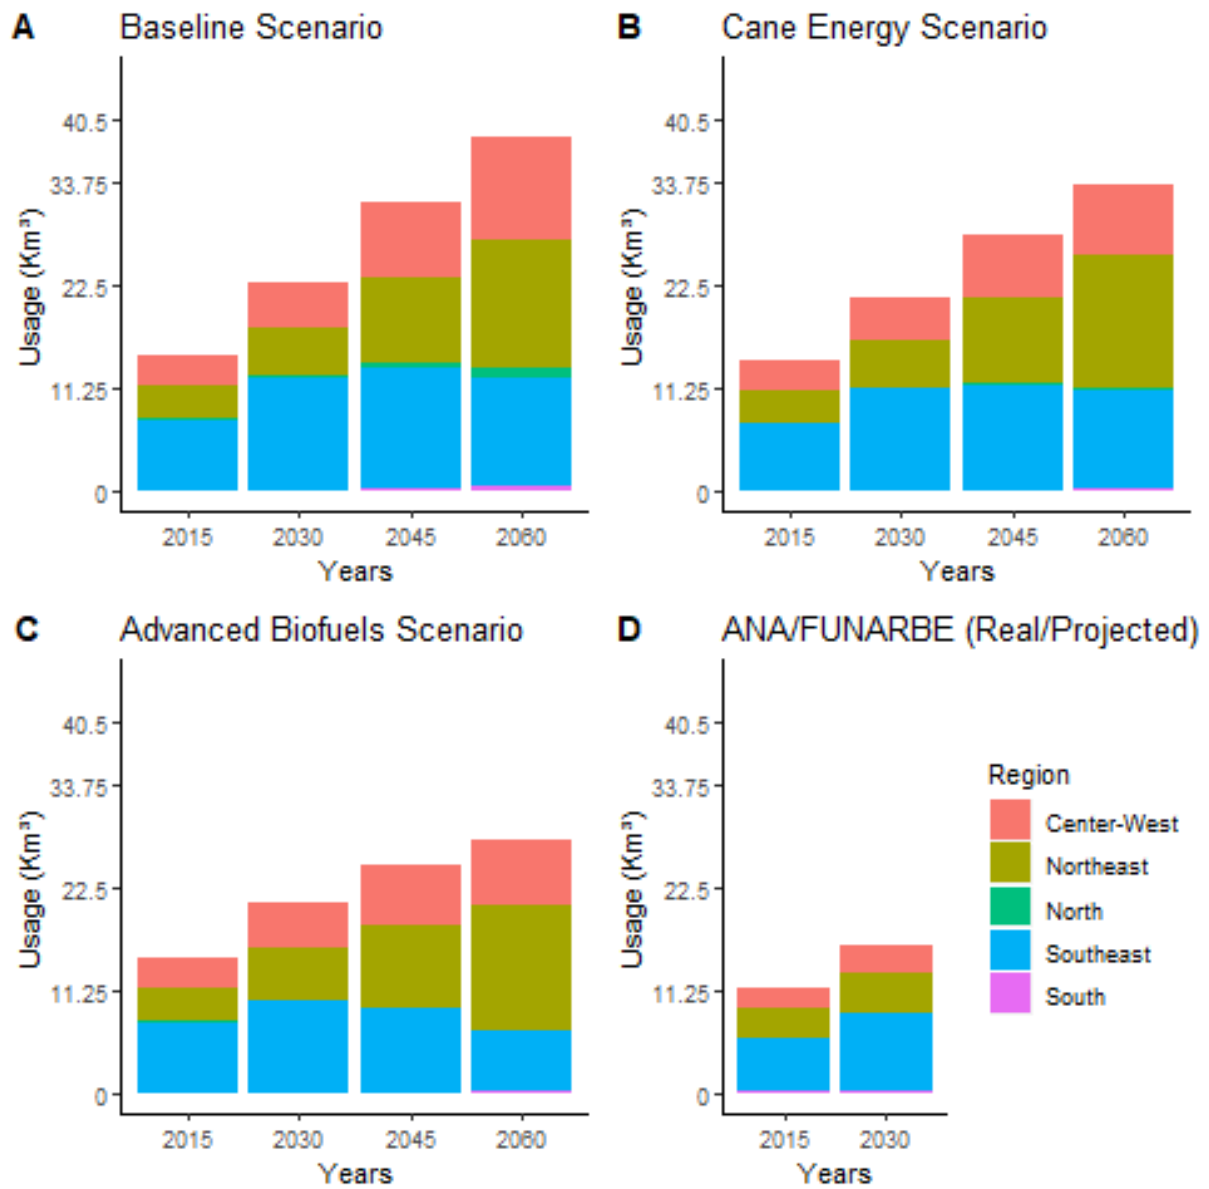 A Baseline Scenario
Usage (Km³)
40.5
33.75
22.5
11.25
0
2015 2030 2045 2060
Years
B Cane Energy Scenario
Usage (Km³)
40.5
33.75
22.5
11.25
0
2015 2030 2045 2060
Years
C Advanced Biofuels Scenario
Usage (Km³)
40.5
33.75
22.5
11.25
0
2015 2030 2045 2060
Years
D ANA/FUNARBE (Real/Projected)
Usage (Km³)
40.5
33.75
22.5
11.25
0
2015 2030
Years
Region
Center-West
Northeast
North
Southeast
South